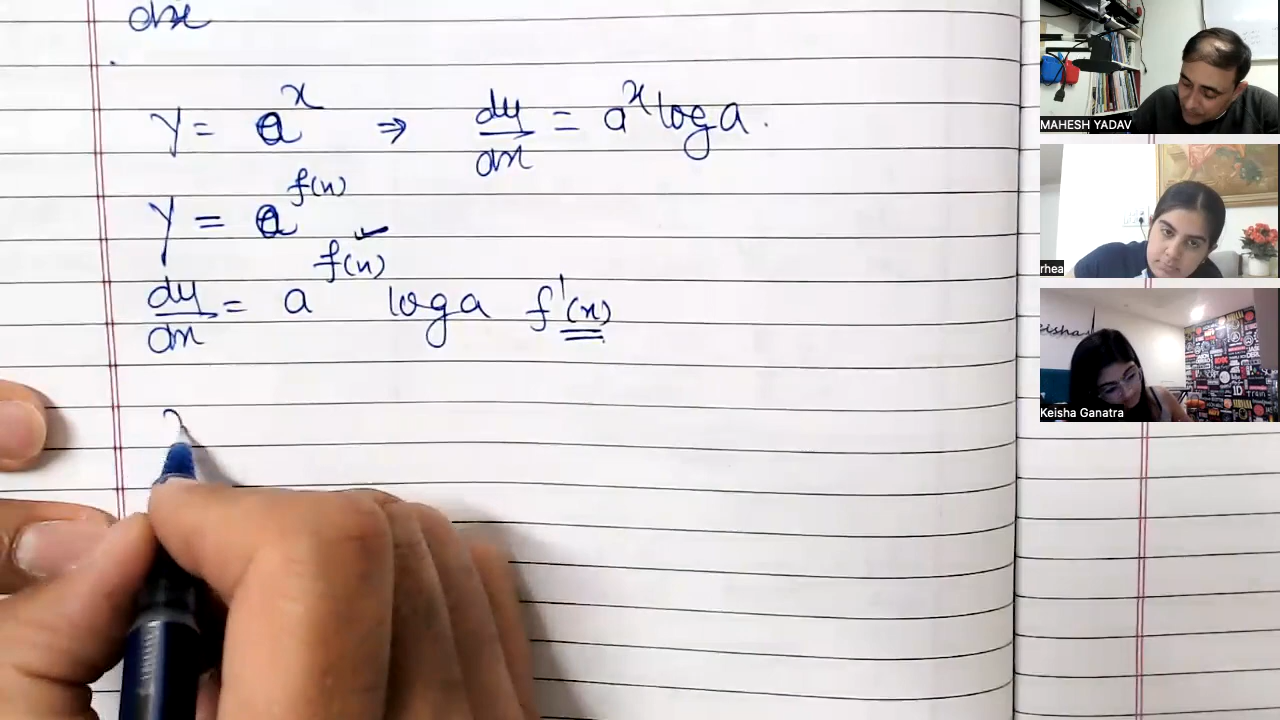 dx
y = a^x ⇒ dy/dx = a^x log a.
y = a^f(x)
dy/dx = a^f(x) log a f'(x)
MAHESH YADAV
rhea
Keisha Ganatra